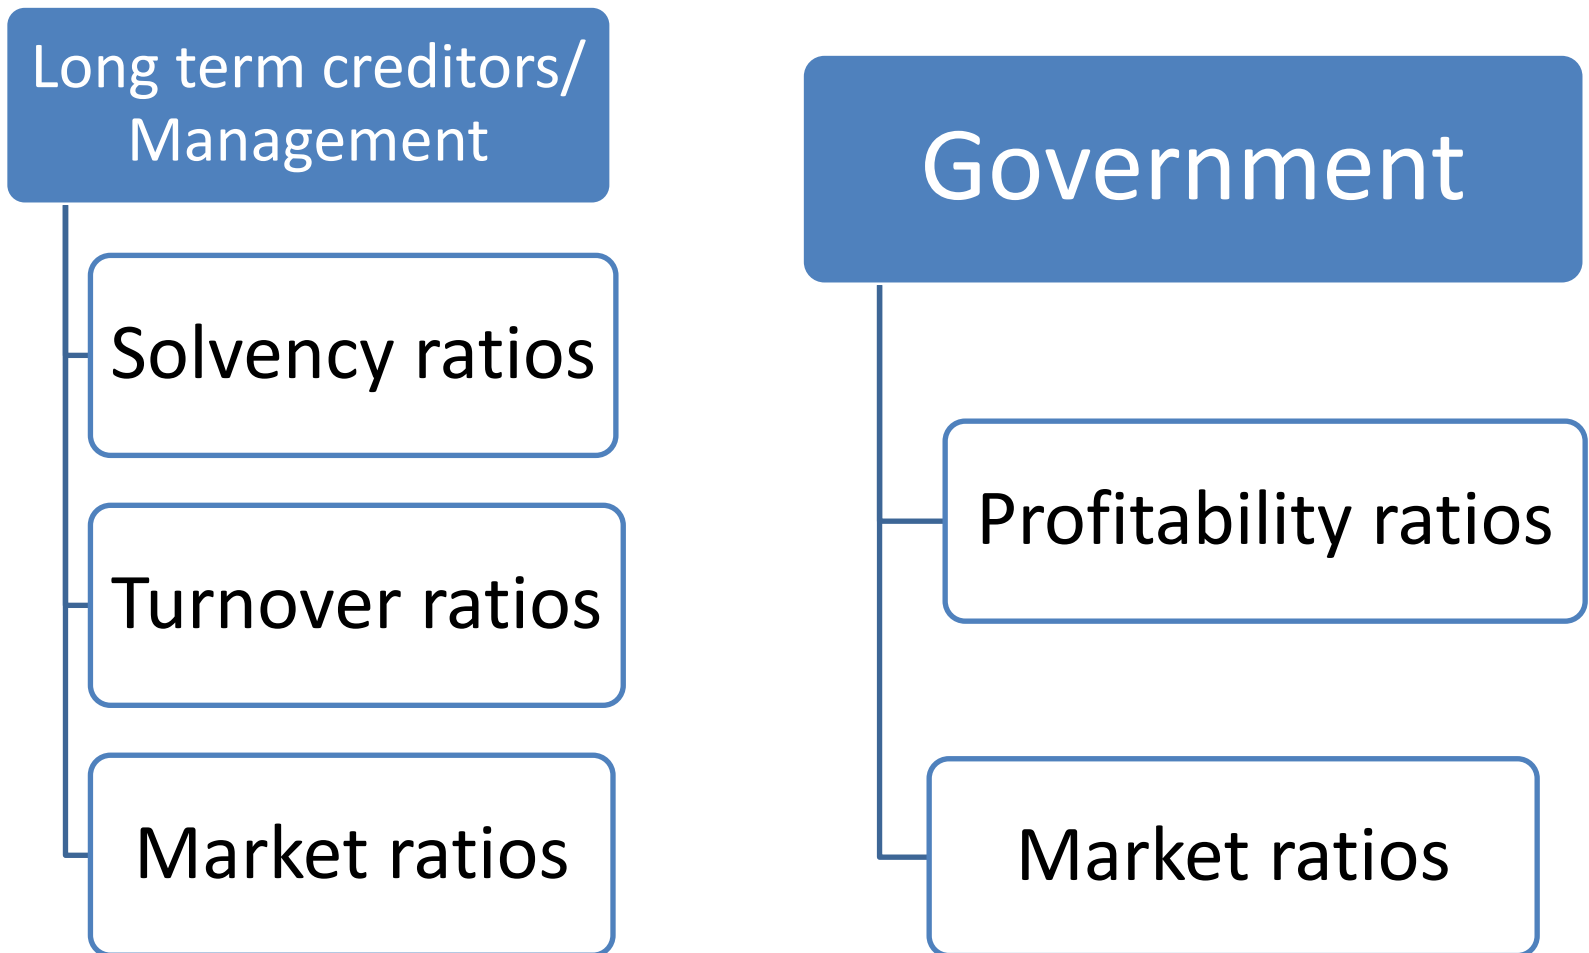 Long term creditors/
Management
Solvency ratios
Turnover ratios
Market ratios
Government
Profitability ratios
Market ratios